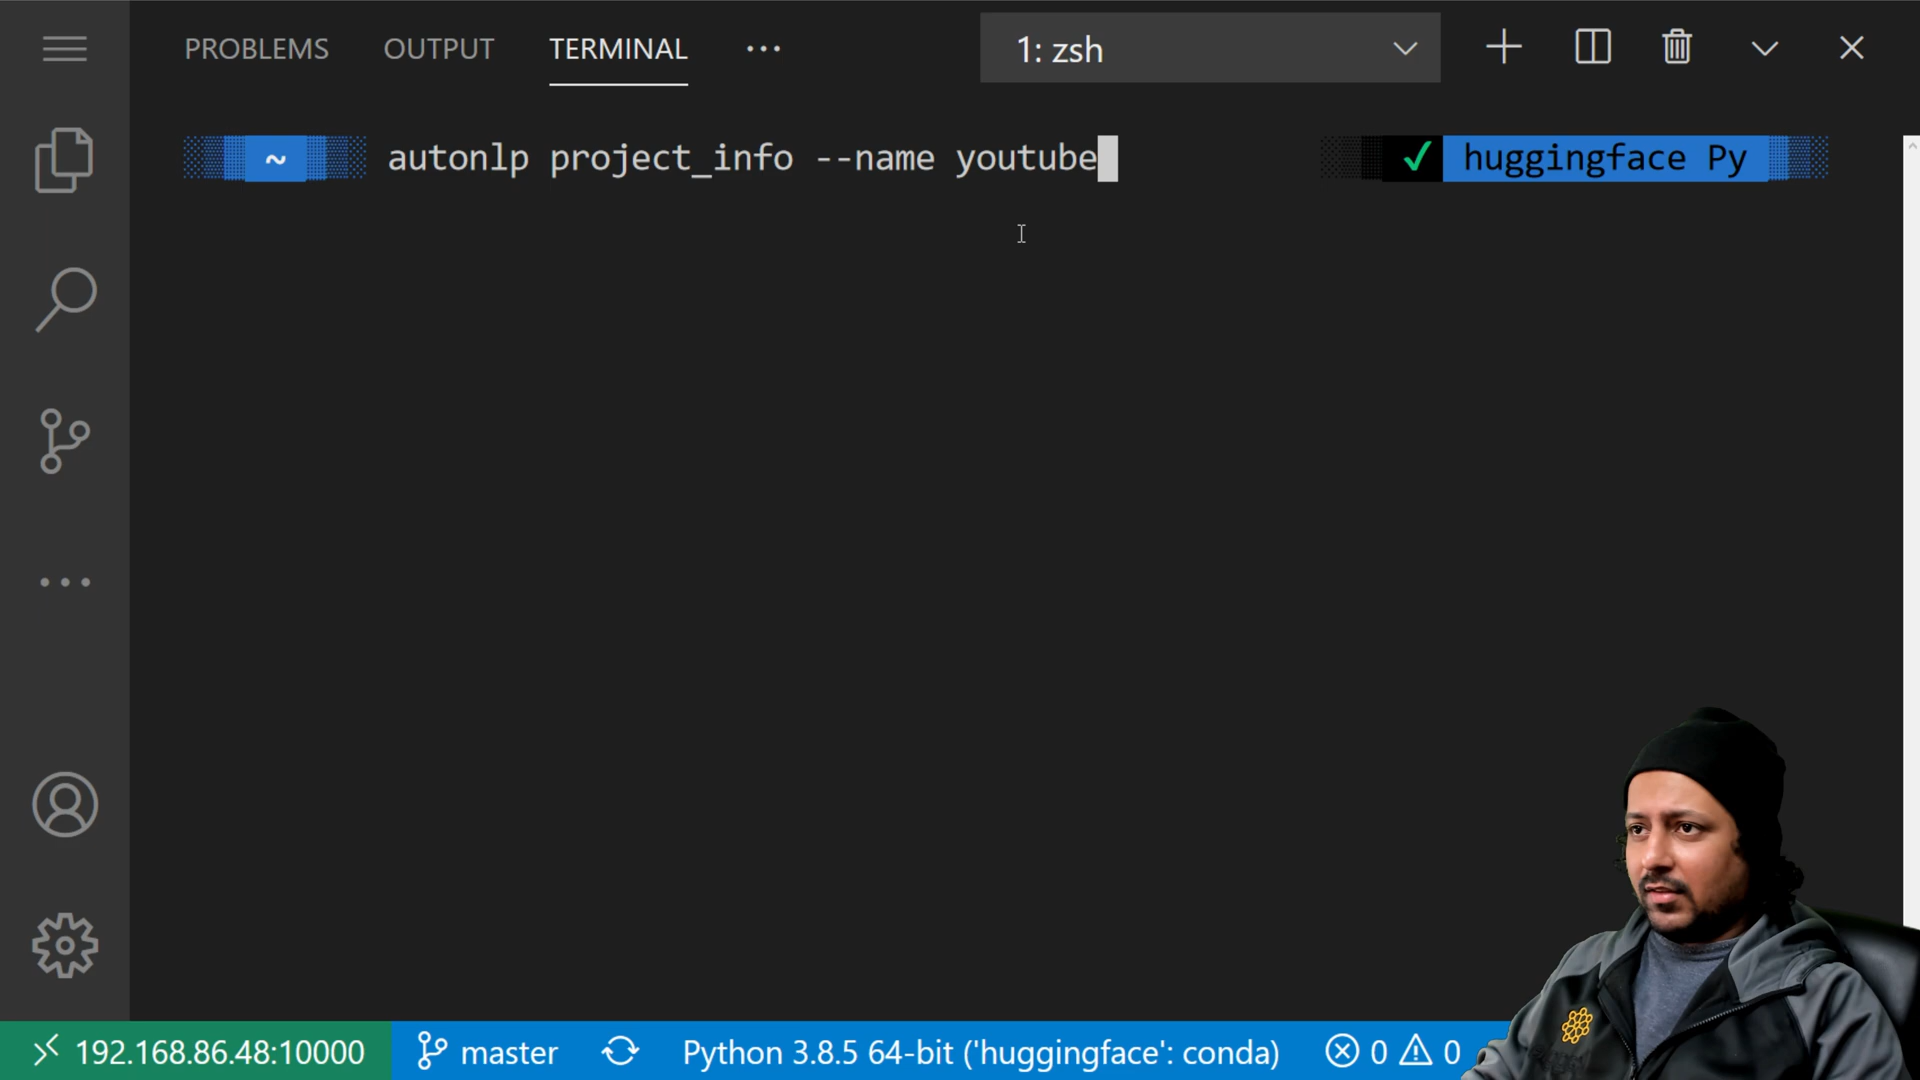 PROBLEMS OUTPUT TERMINAL ··· 1: zsh
~ autonlp project_info --name youtube ✓ huggingface Py
192.168.86.48:10000 master Python 3.8.5 64-bit ('huggingface': conda) 0 0